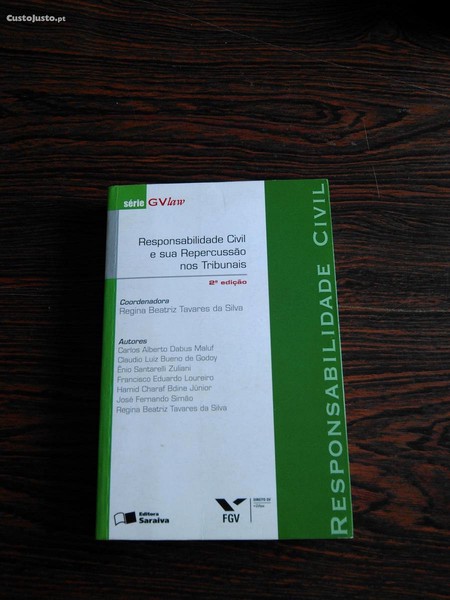 CustoJusto.pt
série GVlaw
Responsabilidade Civil
e sua Repercussão
nos Tribunais
2ª edição
Coordenadora
Regina Beatriz Tavares da Silva
Autores
Carlos Alberto Dabus Maluf
Claudio Luiz Bueno de Godoy
Ênio Santarelli Zuliani
Francisco Eduardo Loureiro
Hamid Charaf Bdine Júnior
José Fernando Simão
Regina Beatriz Tavares da Silva
Editora
Saraiva
FGV
DIREITO GV
RESPONSABILIDADE CIVIL